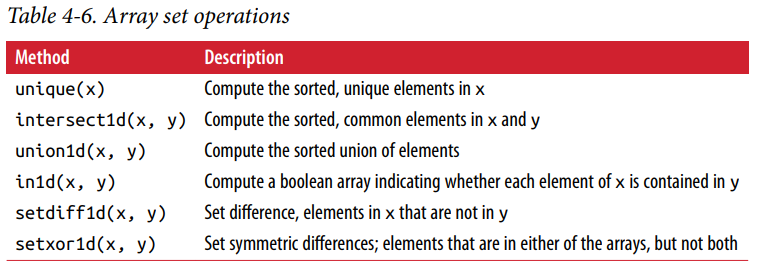 Table 4-6. Array set operations
Method Description
unique(x) Compute the sorted, unique elements in x
intersect1d(x, y) Compute the sorted, common elements in x and y
union1d(x, y) Compute the sorted union of elements
in1d(x, y) Compute a boolean array indicating whether each element of x is contained in y
setdiff1d(x, y) Set difference, elements in x that are not in y
setxor1d(x, y) Set symmetric differences; elements that are in either of the arrays, but not both